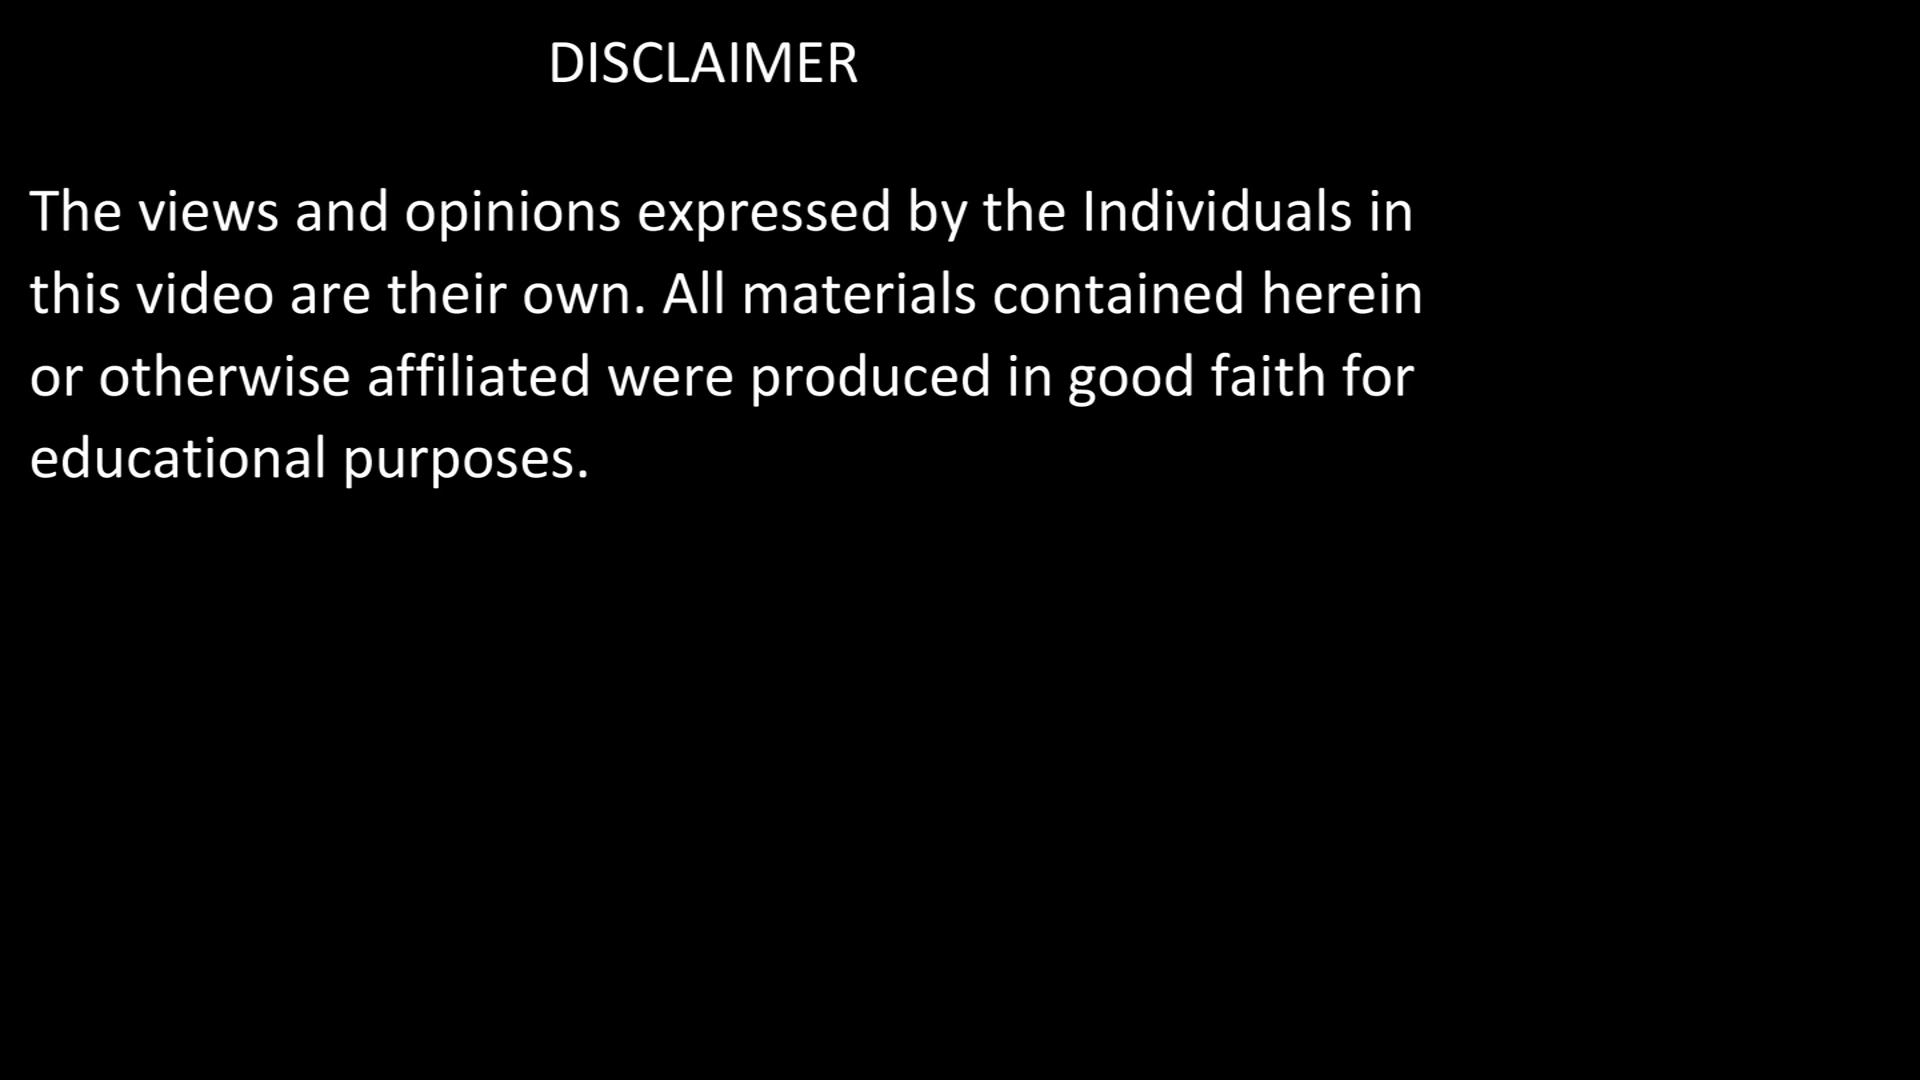 DISCLAIMER
The views and opinions expressed by the Individuals in
this video are their own. All materials contained herein
or otherwise affiliated were produced in good faith for
educational purposes.